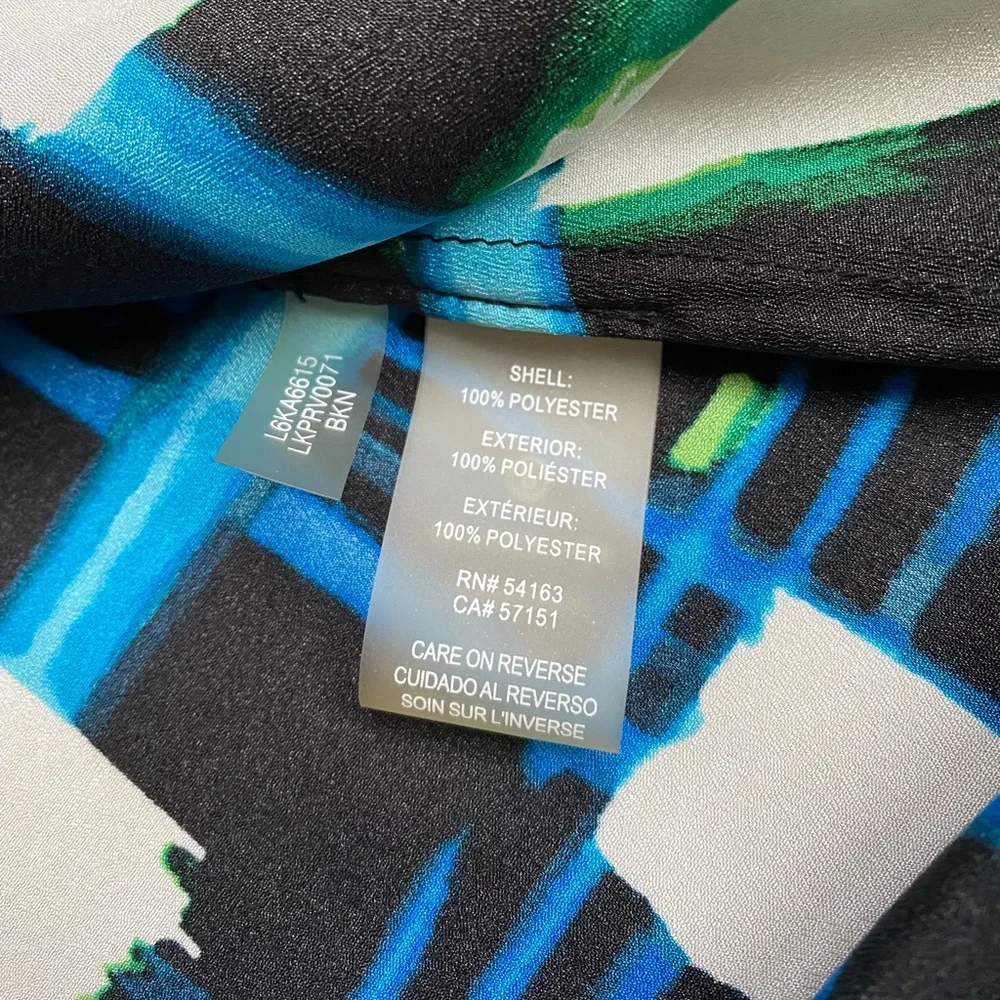 L6KA6615
LKPRV0071
BKN
SHELL:
100% POLYESTER
EXTERIOR:
100% POLIÉSTER
EXTÉRIEUR:
100% POLYESTER
RN# 54163
CA# 57151
CARE ON REVERSE
CUIDADO AL REVERSO
SOIN SUR L'INVERSE